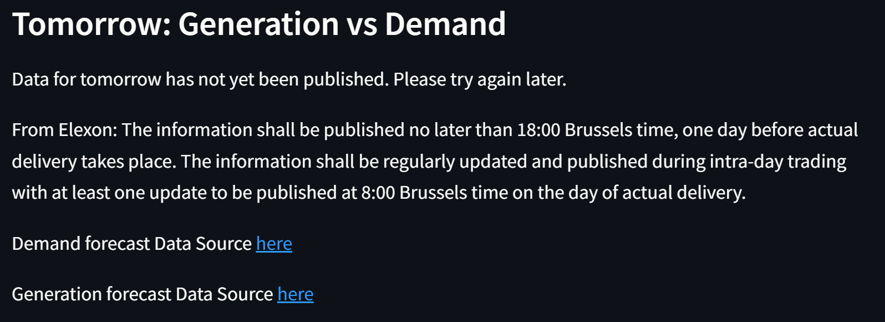 Tomorrow: Generation vs Demand
Data for tomorrow has not yet been published. Please try again later.
From Elexon: The information shall be published no later than 18:00 Brussels time, one day before actual
delivery takes place. The information shall be regularly updated and published during intra-day trading
with at least one update to be published at 8:00 Brussels time on the day of actual delivery.
Demand forecast Data Source here
Generation forecast Data Source here